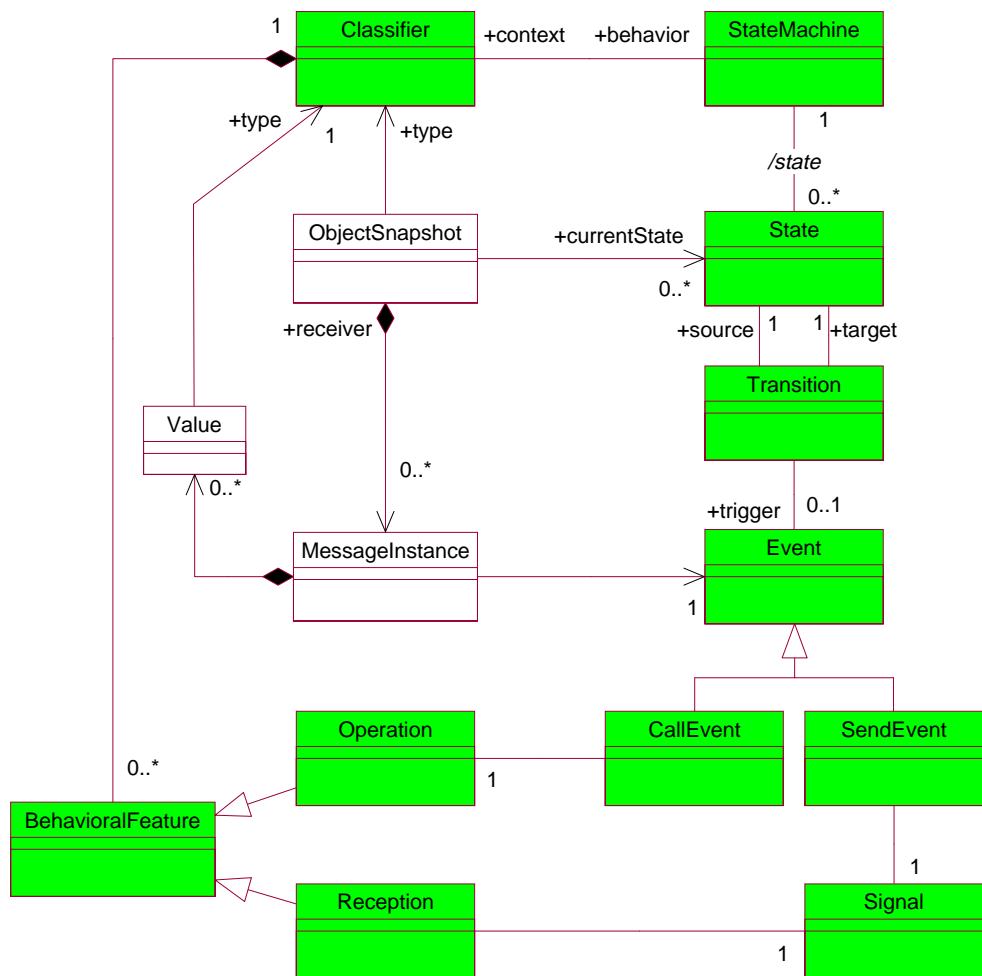 1
Classifier
+context
+behavior
StateMachine
+type
1
+type
1
/state
0..*
ObjectSnapshot
+currentState
State
0..*
+receiver
+source
1
1
+target
Transition
Value
0..*
0..*
+trigger
0..1
MessageInstance
Event
1
Operation
CallEvent
SendEvent
0..*
1
BehavioralFeature
1
Reception
Signal
1